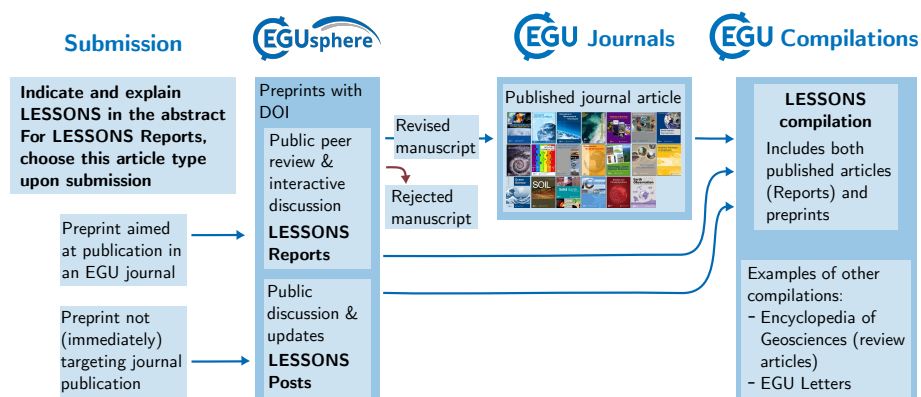 Submission
EGUsphere
EGU Journals
EGU Compilations
Indicate and explain
LESSONS in the abstract
For LESSONS Reports,
choose this article type
upon submission
Preprint aimed
at publication in
an EGU journal
Preprint not
(immediately)
targeting journal
publication
Preprints with
DOI
Public peer
review &
interactive
discussion
LESSONS
Reports
Public
discussion &
updates
LESSONS
Posts
Revised
manuscript
Rejected
manuscript
Published journal article
SOIL
LESSONS
compilation
Includes both
published articles
(Reports) and
preprints
Examples of other
compilations:
- Encyclopedia of
Geosciences (review
articles)
- EGU Letters